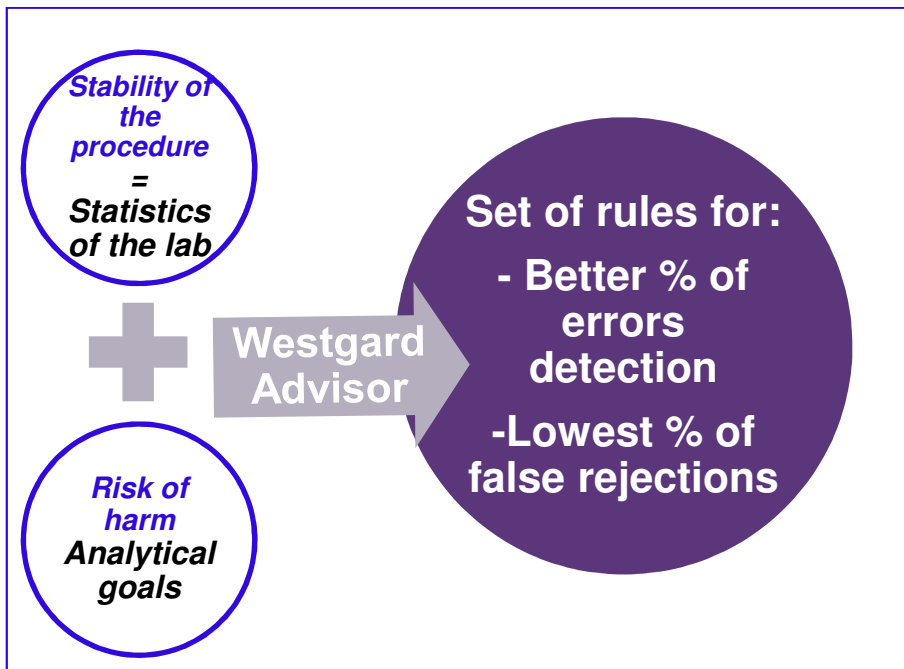 Stability of
the
procedure
=
Statistics
of the lab
Risk of
harm
Analytical
goals
Westgard
Advisor
Set of rules for:
- Better % of
errors
detection
-Lowest % of
false rejections